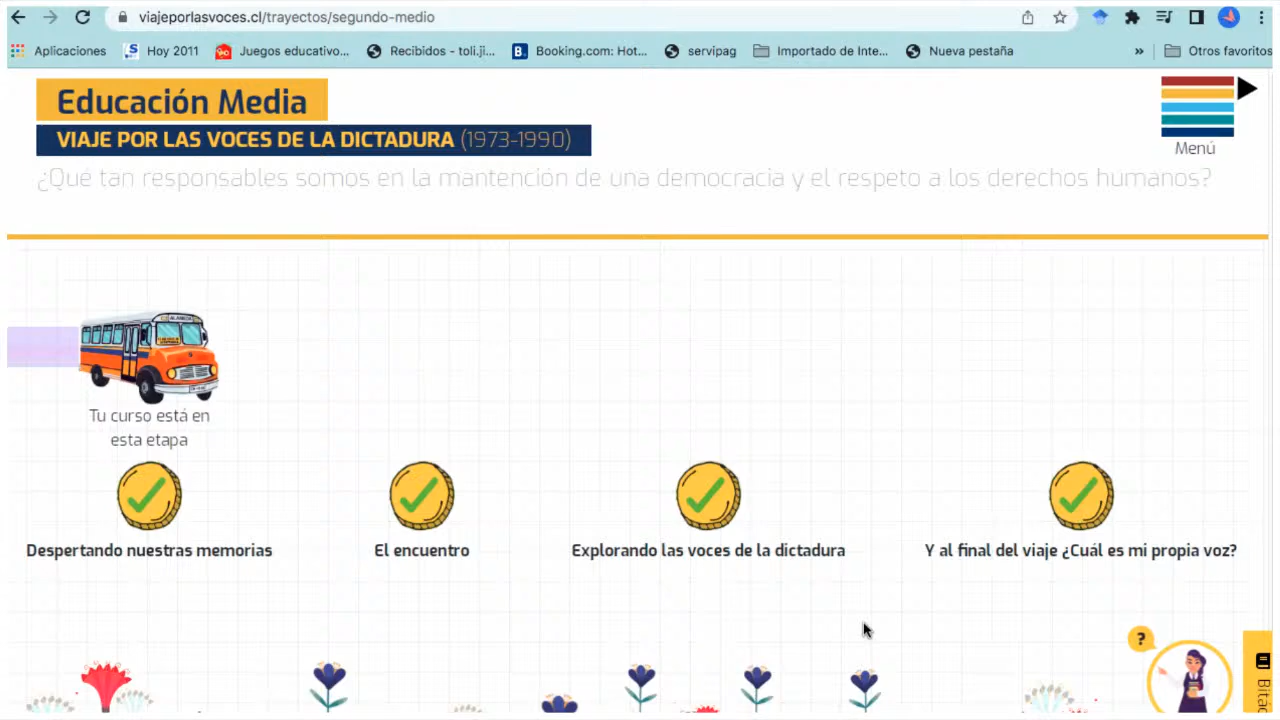 viajeporlasvoces.cl/trayectos/segundo-medio
Aplicaciones
Hoy 2011
Juegos educativo...
Recibidos - toli.ji...
B.
Booking.com: Hot...
servipag
Importado de Inte...
Nueva pestaña
»
Otros favoritos
Educación Media
VIAJE POR LAS VOCES DE LA DICTADURA (1973-1990)
Menú
¿Qué tan responsables somos en la mantención de una democracia y el respeto a los derechos humanos?
Tu curso está en
esta etapa
Despertando nuestras memorias
El encuentro
Explorando las voces de la dictadura
Y al final del viaje ¿Cuál es mi propia voz?
?
Bitác